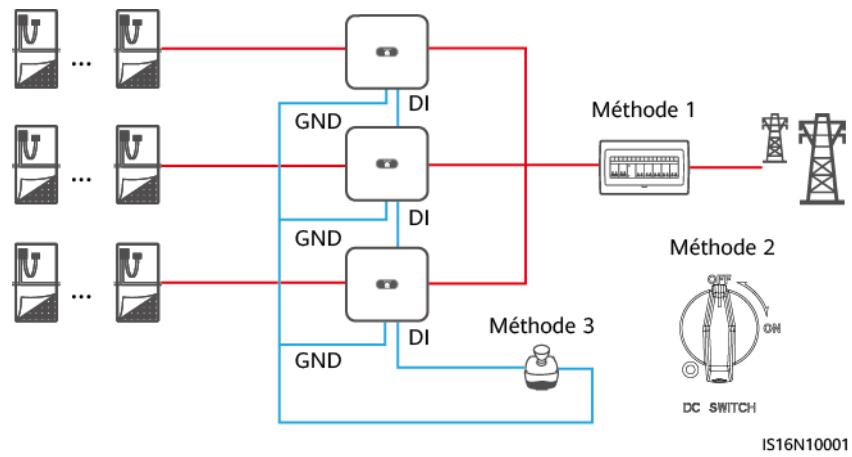 DI
GND
Méthode 1
DI
GND
Méthode 2
OFF
ON
DI
GND
Méthode 3
DC SWITCH
IS16N10001